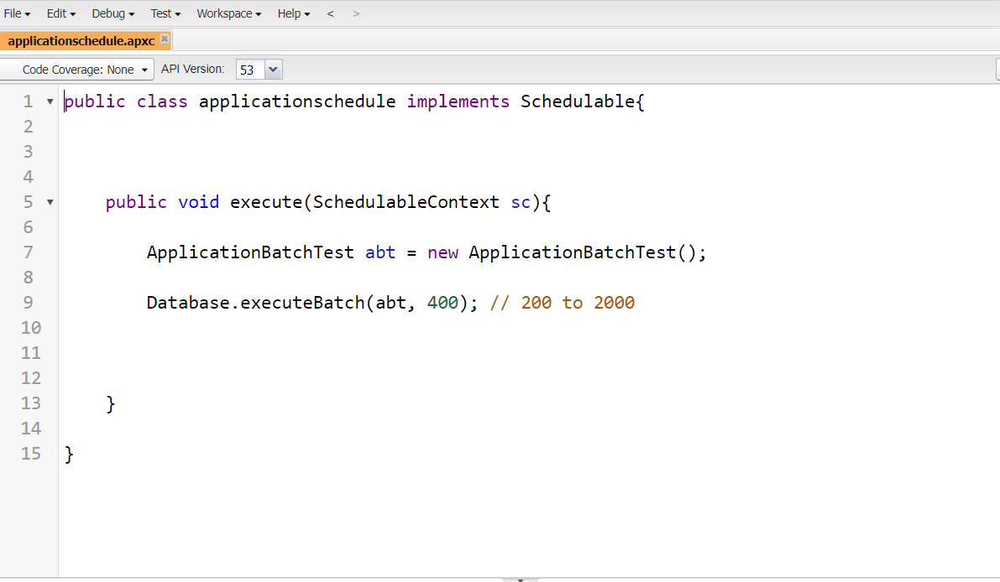 File Edit Debug Test Workspace Help < >
applicationschedule.apxc
Code Coverage: None API Version: 53
1 public class applicationschedule implements Schedulable{
2
3
4
5 public void execute(SchedulableContext sc){
6
7 ApplicationBatchTest abt = new ApplicationBatchTest();
8
9 Database.executeBatch(abt, 400); // 200 to 2000
10
11
12
13 }
14
15 }